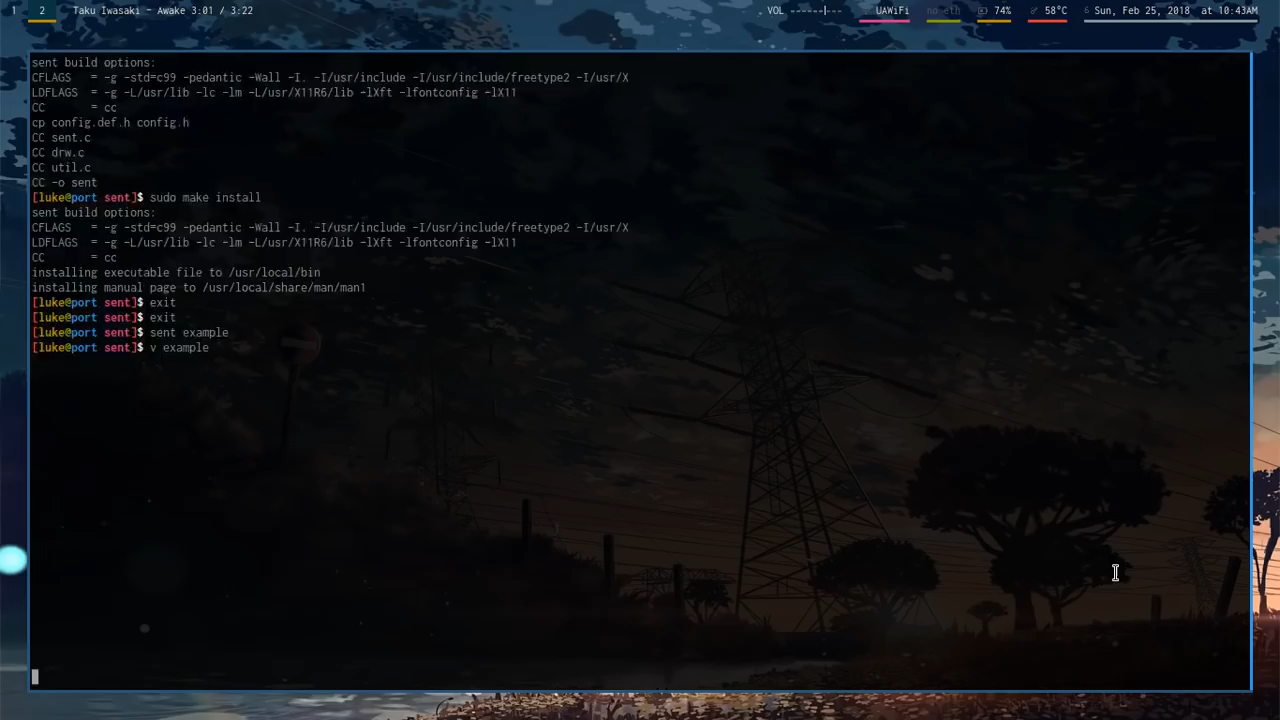 1 2 Taku Iwasaki - Awake 3:01 / 3:22 VOL ------|--- UAWiFi no eth 74% 58°C Sun, Feb 25, 2018 at 10:43AM
sent build options:
CFLAGS   = -g -std=c99 -pedantic -Wall -I. -I/usr/include -I/usr/include/freetype2 -I/usr/X
LDFLAGS  = -g -L/usr/lib -lc -lm -L/usr/X11R6/lib -lXft -lfontconfig -lX11
CC       = cc
cp config.def.h config.h
CC sent.c
CC drw.c
CC util.c
CC -o sent
[luke@port sent]$ sudo make install
sent build options:
CFLAGS   = -g -std=c99 -pedantic -Wall -I. -I/usr/include -I/usr/include/freetype2 -I/usr/X
LDFLAGS  = -g -L/usr/lib -lc -lm -L/usr/X11R6/lib -lXft -lfontconfig -lX11
CC       = cc
installing executable file to /usr/local/bin
installing manual page to /usr/local/share/man/man1
[luke@port sent]$ exit
[luke@port sent]$ exit
[luke@port sent]$ sent example
[luke@port sent]$ v example